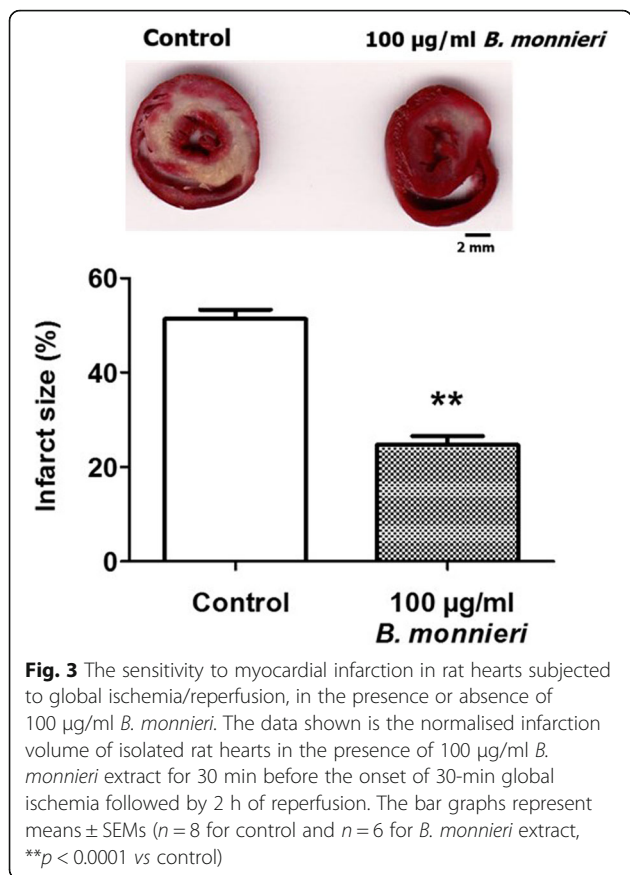 Control 100 µg/ml B. monnieri
2 mm
60
40
20
0
Infarct size (%)
**
Control 100 µg/ml
B. monnieri
Fig. 3 The sensitivity to myocardial infarction in rat hearts subjected
to global ischemia/reperfusion, in the presence or absence of
100 µg/ml B. monnieri. The data shown is the normalised infarction
volume of isolated rat hearts in the presence of 100 µg/ml B.
monnieri extract for 30 min before the onset of 30-min global
ischemia followed by 2 h of reperfusion. The bar graphs represent
means ± SEMs (n = 8 for control and n = 6 for B. monnieri extract,
**p < 0.0001 vs control)